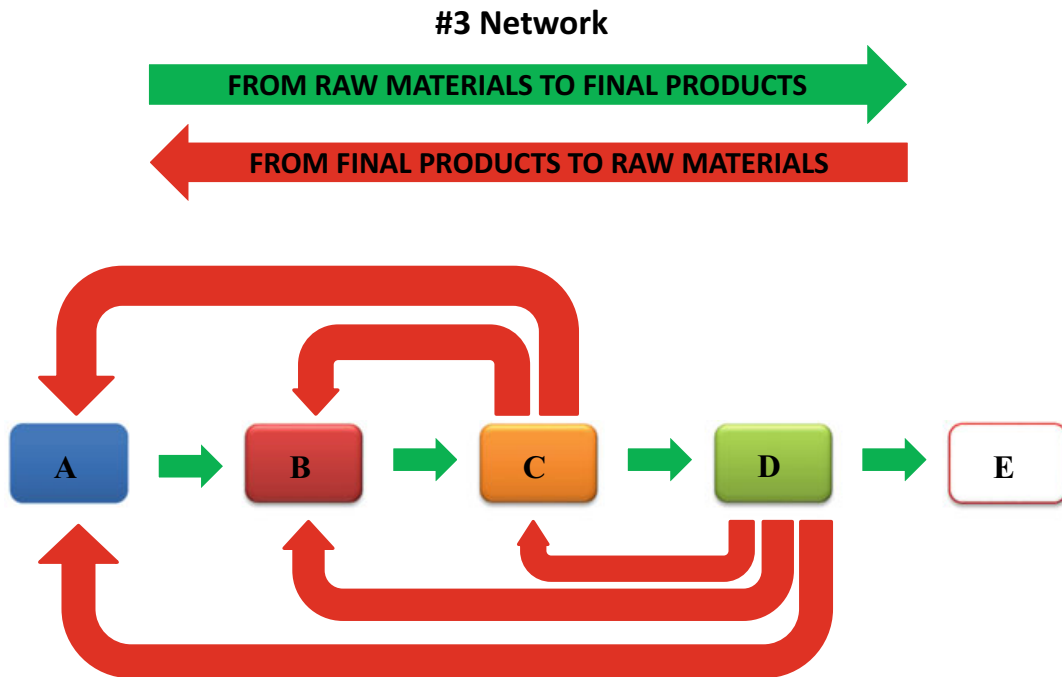 #3 Network
FROM RAW MATERIALS TO FINAL PRODUCTS
FROM FINAL PRODUCTS TO RAW MATERIALS
A
B
C
D
E